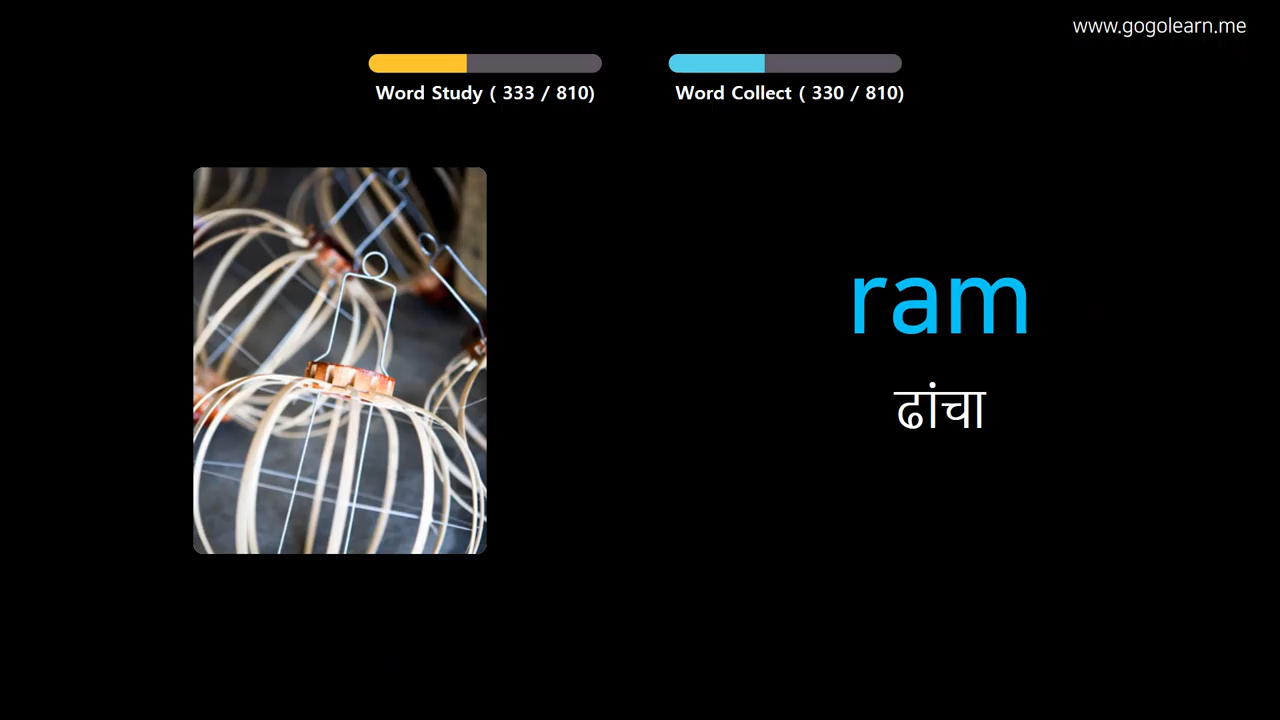 www.gogolearn.me
Word Study ( 333 / 810)
Word Collect ( 330 / 810)
ram
ढांचा